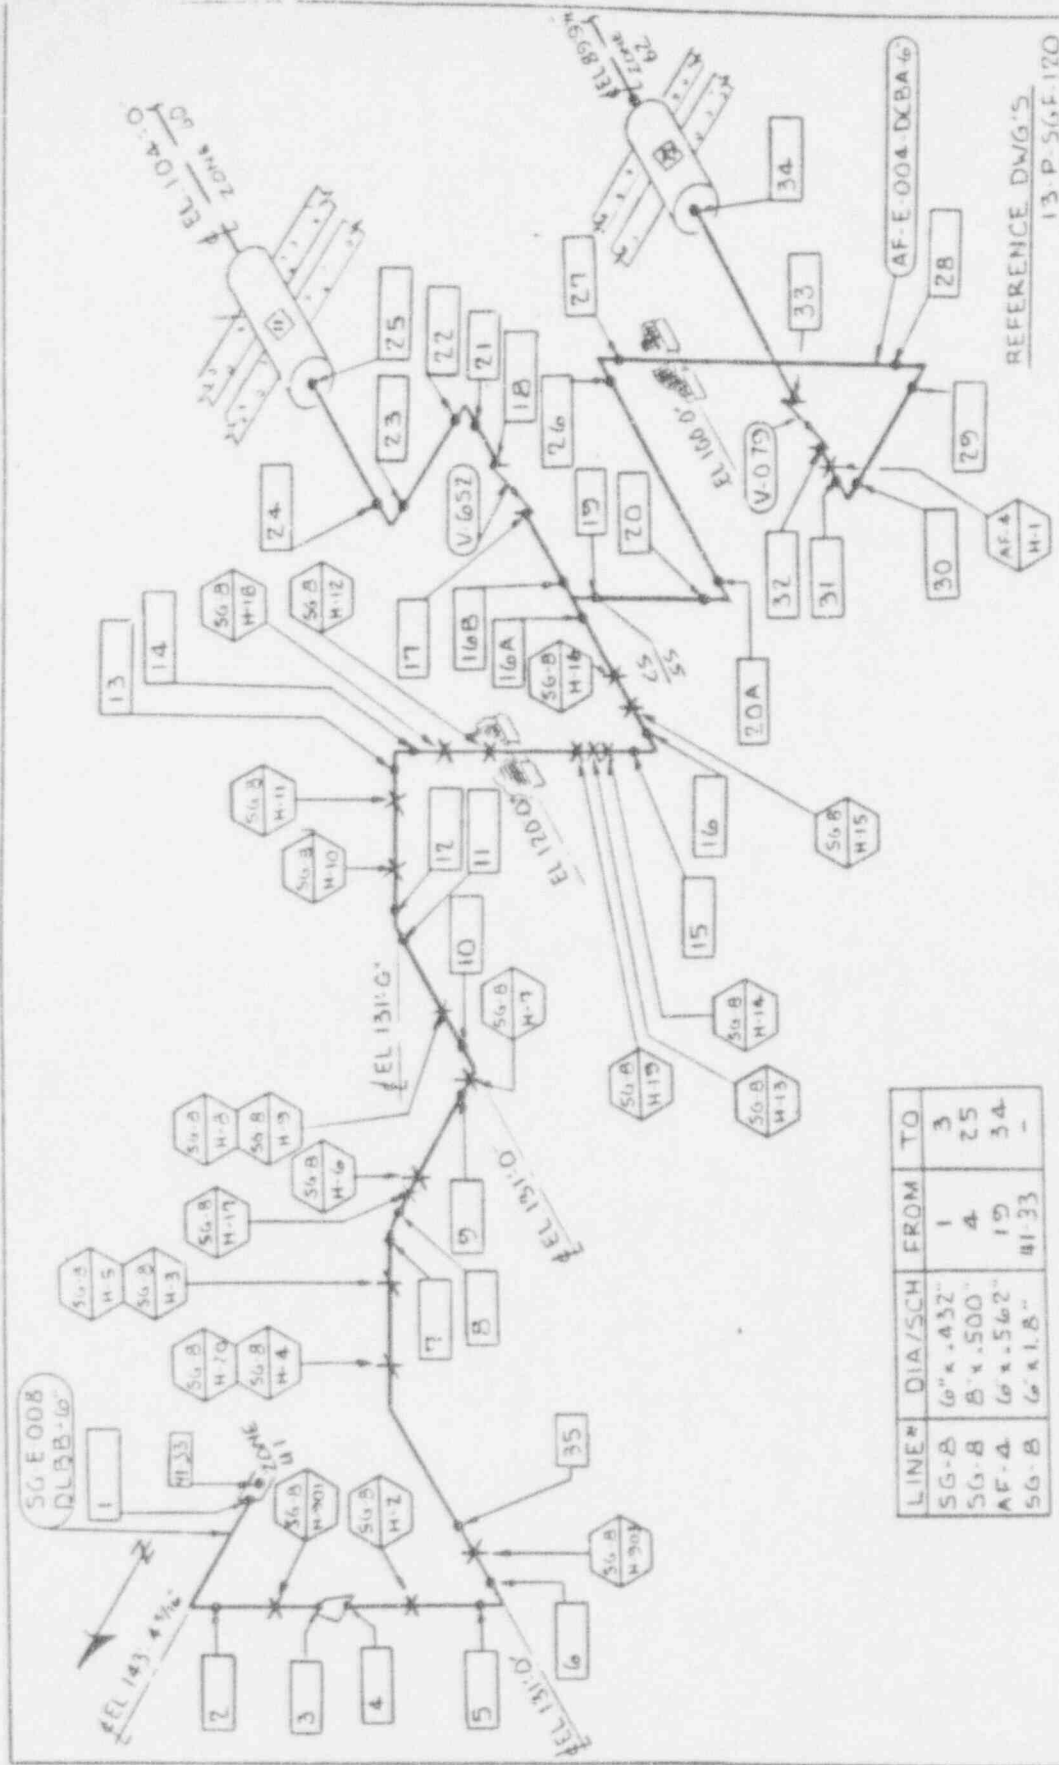 SG-E-008
DLBB-6"
1
41-33
ZONE
41
SG-8
H-901
SG-8
H-2
℄EL 143'-4 5/16"
2
3
4
5
6
35
℄EL 131'-0"
SG-8
H-20
SG-8
H-4
SG-8
H-5
SG-8
H-3
7
8
SG-8
H-17
SG-8
H-6
9
℄EL 131'-0"
SG-8
H-7
10
SG-8
H-8
SG-8
H-9
℄EL 131'-0"
11
12
SG-8
H-10
SG-8
H-11
13
14
SG-8
H-18
SG-8
H-12
EL 120'0"
SG-8
H-19
SG-8
H-13
SG-8
H-14
15
16
SG-8
H-15
SG-8
H-16
16A
16B
17
CS
SS
19
20
20A
V-652
18
21
22
23
24
25
11
℄ EL 104'-0
ZONE
26
27
EL 100'0"
AF-E-004-DCBA-6"
28
29
30
31
32
AF-4
H-1
V-079
33
34
℄EL 89'9"
ZONE
62
REFERENCE DWG'S
13-P-SGF-120
LINE# DIA/SCH FROM TO
SG-8 6"x.432" 1 3
SG-8 8"x.500" 4 25
AF-4 6"x.562" 19 34
SG-8 6"x1.8" 41-33 -